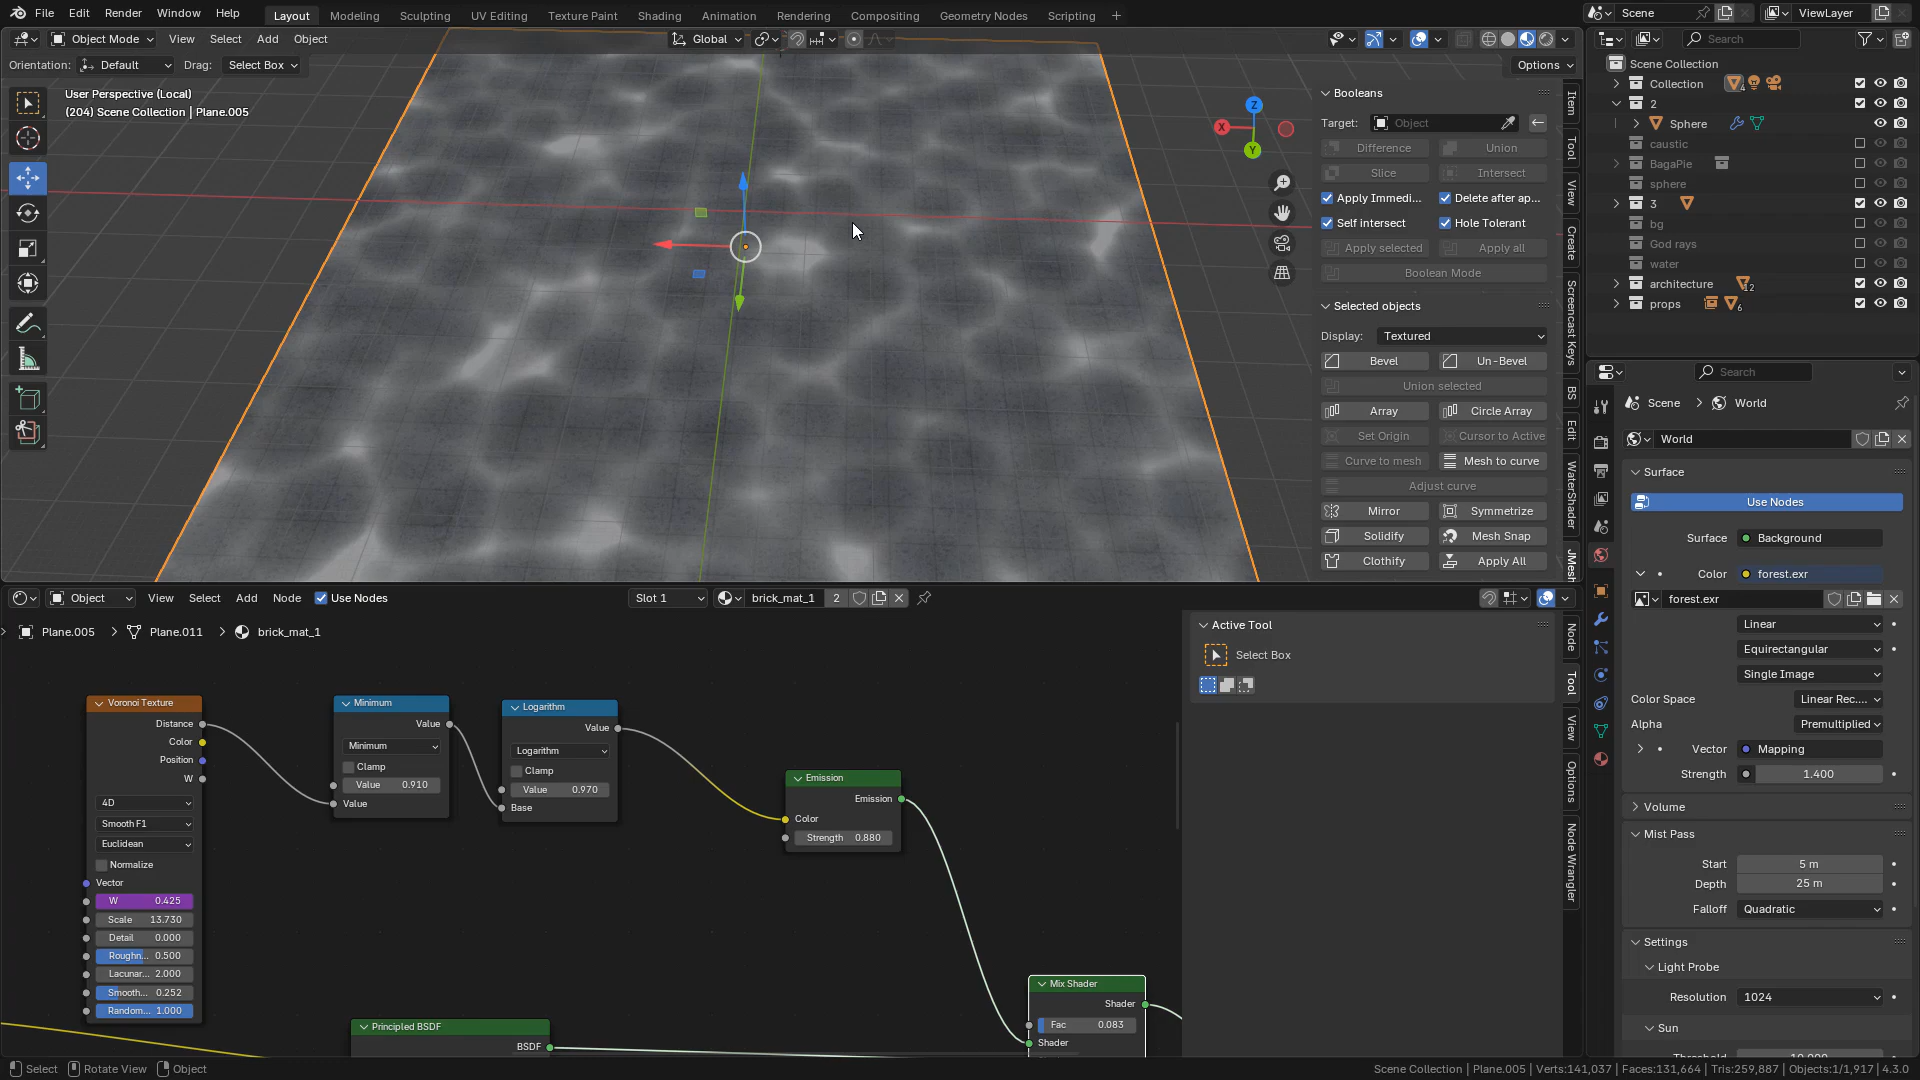 File Edit Render Window Help Layout Modeling Sculpting UV Editing Texture Paint Shading Animation Rendering Compositing Geometry Nodes Scripting + Scene ViewLayer
Object Mode View Select Add Object Global Search
Orientation: Default Drag: Select Box Options
User Perspective (Local)
(204) Scene Collection | Plane.005
Z
X
Y
Booleans
Target: Object
Difference Union
Slice Intersect
Apply Immedi... Delete after ap...
Self intersect Hole Tolerant
Apply selected Apply all
Boolean Mode
Selected objects
Display: Textured
Bevel Un-Bevel
Union selected
Array Circle Array
Set Origin Cursor to Active
Curve to mesh Mesh to curve
Adjust curve
Mirror Symmetrize
Solidify Mesh Snap
Clothify Apply All
Item
Tool
View
Create
Screencast Keys
BS
Edit
WaterShader
JMesh
Scene Collection
Collection 4
2
Sphere
caustic
BagaPie
sphere
3
bg
God rays
water
architecture 12
props 6
Search
Scene > World
World
Surface
Use Nodes
Surface Background
Color forest.exr
forest.exr
Linear
Equirectangular
Single Image
Color Space Linear Rec....
Alpha Premultiplied
Vector Mapping
Strength 1.400
Volume
Mist Pass
Start 5 m
Depth 25 m
Falloff Quadratic
Settings
Light Probe
Resolution 1024
Sun
Object View Select Add Node Use Nodes Slot 1 brick_mat_1 2
Plane.005 > Plane.011 > brick_mat_1
Voronoi Texture
Distance
Color
Position
W
4D
Smooth F1
Euclidean
Normalize
Vector
W 0.425
Scale 13.730
Detail 0.000
Roughn... 0.500
Lacunar... 2.000
Smooth... 0.252
Random... 1.000
Minimum
Value
Minimum
Clamp
Value 0.910
Value
Logarithm
Value
Logarithm
Clamp
Value 0.970
Base
Emission
Emission
Color
Strength 0.880
Mix Shader
Shader
Fac 0.083
Shader
Principled BSDF
BSDF
Active Tool
Select Box
Node
Tool
View
Options
Node Wrangler
Select Rotate View Object Scene Collection | Plane.005 | Verts:141,037 | Faces:131,664 | Tris:259,887 | Objects:1/1,917 | 4.3.0